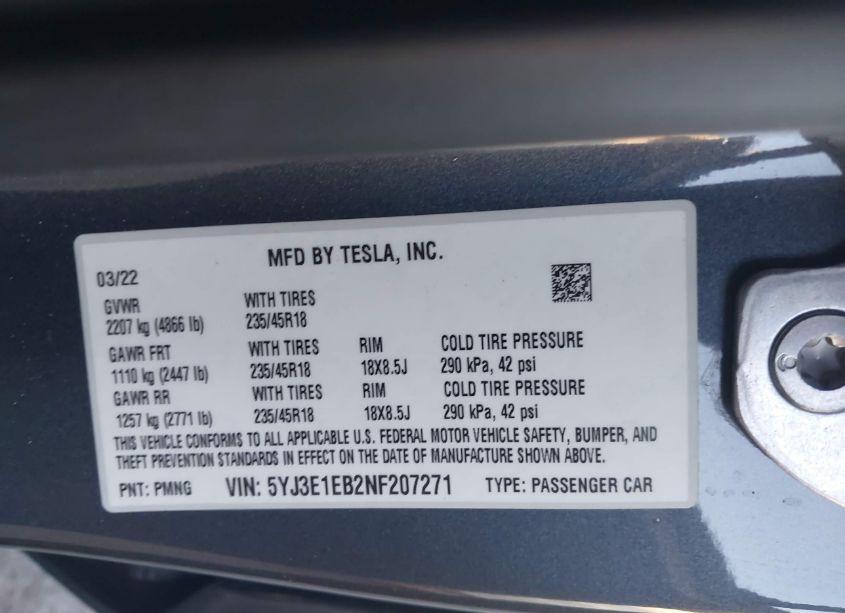 MFD BY TESLA, INC.
03/22
GVWR WITH TIRES
2207 kg (4866 lb) 235/45R18
GAWR FRT WITH TIRES RIM COLD TIRE PRESSURE
1110 kg (2447 lb) 235/45R18 18X8.5J 290 kPa, 42 psi
GAWR RR WITH TIRES RIM COLD TIRE PRESSURE
1257 kg (2771 lb) 235/45R18 18X8.5J 290 kPa, 42 psi
THIS VEHICLE CONFORMS TO ALL APPLICABLE U.S. FEDERAL MOTOR VEHICLE SAFETY, BUMPER, AND
THEFT PREVENTION STANDARDS IN EFFECT ON THE DATE OF MANUFACTURE SHOWN ABOVE.
PNT: PMNG VIN: 5YJ3E1EB2NF207271 TYPE: PASSENGER CAR